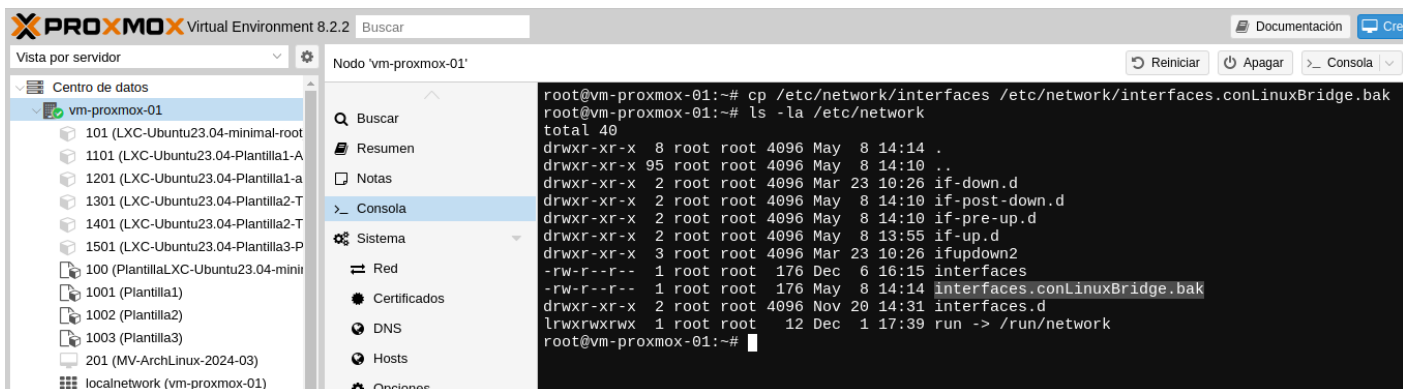 PROXMOX Virtual Environment 8.2.2 Buscar Documentación Cre
Vista por servidor
Centro de datos
vm-proxmox-01
101 (LXC-Ubuntu23.04-minimal-root
1101 (LXC-Ubuntu23.04-Plantilla1-A
1201 (LXC-Ubuntu23.04-Plantilla1-a
1301 (LXC-Ubuntu23.04-Plantilla2-T
1401 (LXC-Ubuntu23.04-Plantilla2-T
1501 (LXC-Ubuntu23.04-Plantilla3-P
100 (PlantillaLXC-Ubuntu23.04-minir
1001 (Plantilla1)
1002 (Plantilla2)
1003 (Plantilla3)
201 (MV-ArchLinux-2024-03)
localnetwork (vm-proxmox-01)
Nodo 'vm-proxmox-01' Reiniciar Apagar >_ Consola
Buscar
Resumen
Notas
>_ Consola
Sistema
Red
Certificados
DNS
Hosts
Opciones
root@vm-proxmox-01:~# cp /etc/network/interfaces /etc/network/interfaces.conLinuxBridge.bak
root@vm-proxmox-01:~# ls -la /etc/network
total 40
drwxr-xr-x  8 root root 4096 May  8 14:14 .
drwxr-xr-x 95 root root 4096 May  8 14:10 ..
drwxr-xr-x  2 root root 4096 Mar 23 10:26 if-down.d
drwxr-xr-x  2 root root 4096 May  8 14:10 if-post-down.d
drwxr-xr-x  2 root root 4096 May  8 14:10 if-pre-up.d
drwxr-xr-x  2 root root 4096 May  8 13:55 if-up.d
drwxr-xr-x  3 root root 4096 Mar 23 10:26 ifupdown2
-rw-r--r--  1 root root  176 Dec  6 16:15 interfaces
-rw-r--r--  1 root root  176 May  8 14:14 interfaces.conLinuxBridge.bak
drwxr-xr-x  2 root root 4096 Nov 20 14:31 interfaces.d
lrwxrwxrwx  1 root root   12 Dec  1 17:39 run -> /run/network
root@vm-proxmox-01:~#